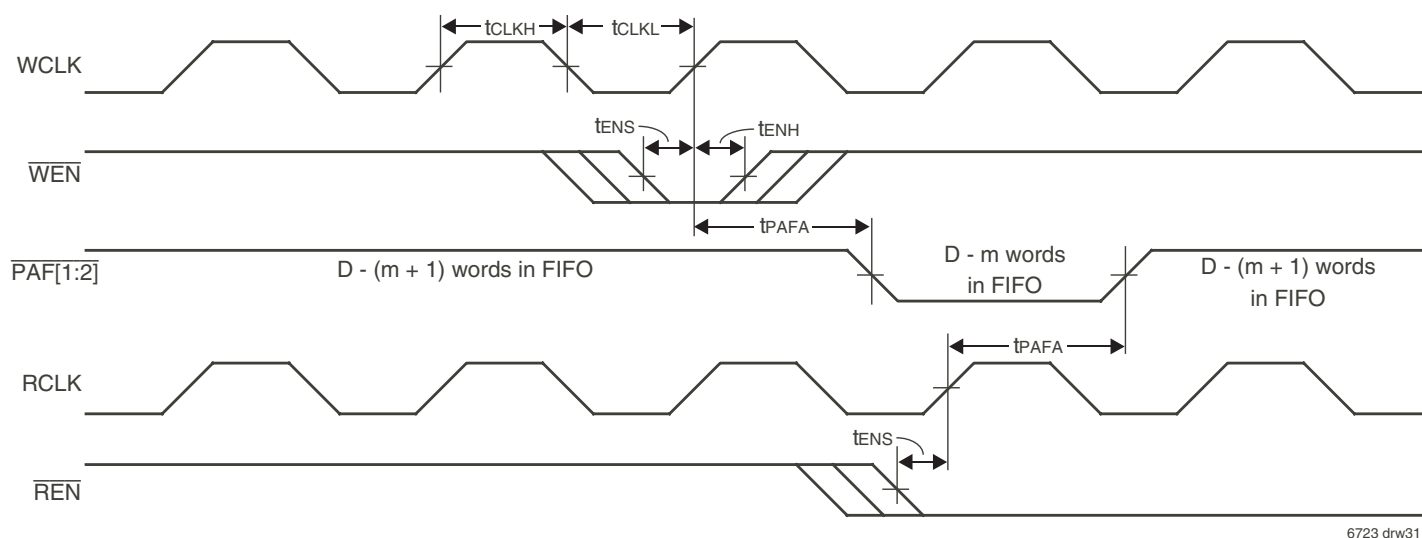 tCLKH
tCLKL
WCLK
tENS
tENH
WEN
tPAFA
PAF[1:2]
D - (m + 1) words in FIFO
D - m words
in FIFO
D - (m + 1) words
in FIFO
tPAFA
RCLK
tENS
REN
6723 drw31